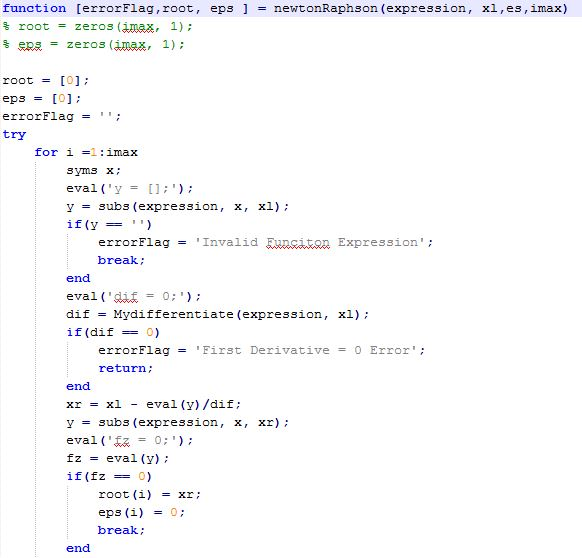 function [errorFlag,root, eps ] = newtonRaphson(expression, xl,es,imax)
% root = zeros(imax, 1);
% eps = zeros(imax, 1);
root = [0];
eps = [0];
errorFlag = '';
try
for i =1:imax
syms x;
eval('y = [];');
y = subs(expression, x, xl);
if(y == '')
errorFlag = 'Invalid Funciton Expression';
break;
end
eval('dif = 0;');
dif = Mydifferentiate(expression, xl);
if(dif == 0)
errorFlag = 'First Derivative = 0 Error';
return;
end
xr = xl - eval(y)/dif;
y = subs(expression, x, xr);
eval('fz = 0;');
fz = eval(y);
if(fz == 0)
root(i) = xr;
eps(i) = 0;
break;
end